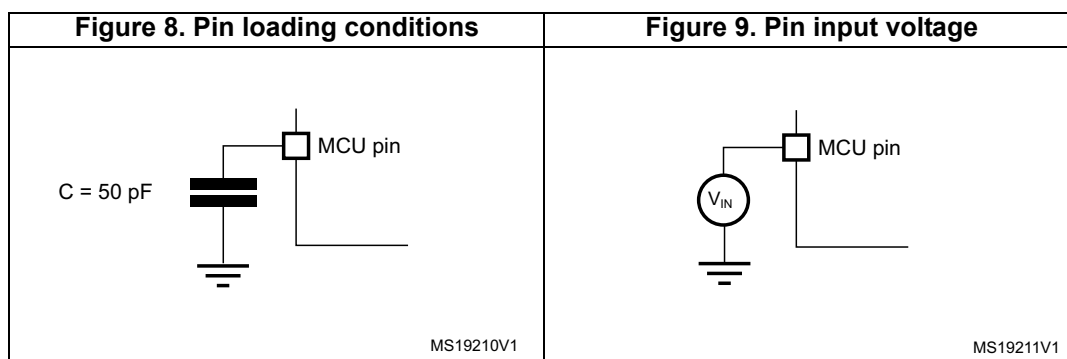 Figure 8. Pin loading conditions
Figure 9. Pin input voltage
MCU pin
C = 50 pF
MS19210V1
MCU pin
VIN
MS19211V1